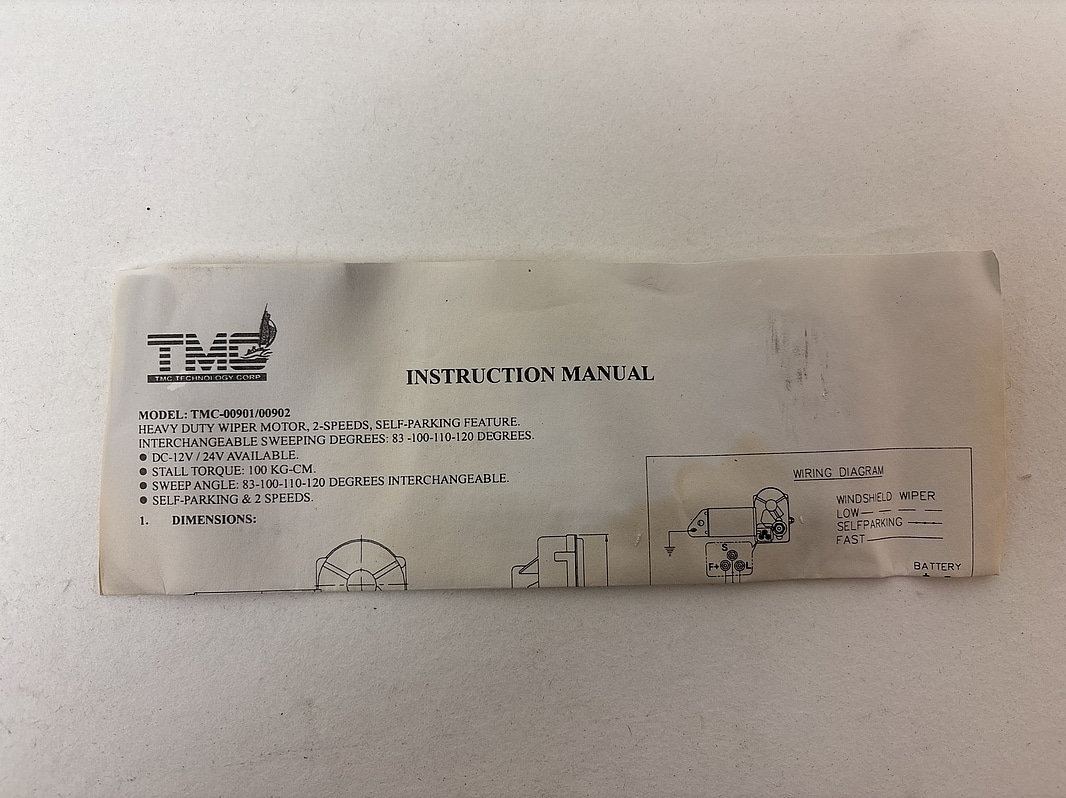 TMC
TMC TECHNOLOGY CORP.
INSTRUCTION MANUAL
MODEL: TMC-00901/00902
HEAVY DUTY WIPER MOTOR, 2-SPEEDS, SELF-PARKING FEATURE.
INTERCHANGEABLE SWEEPING DEGREES: 83 -100-110-120 DEGREES.
● DC-12V / 24V AVAILABLE.
● STALL TORQUE: 100 KG-CM.
● SWEEP ANGLE: 83-100-110-120 DEGREES INTERCHANGEABLE.
● SELF-PARKING & 2 SPEEDS.
1. DIMENSIONS:
WIRING DIAGRAM
WINDSHIELD WIPER
LOW
SELFPARKING
FAST
S
F+ L
BATTERY
+ -